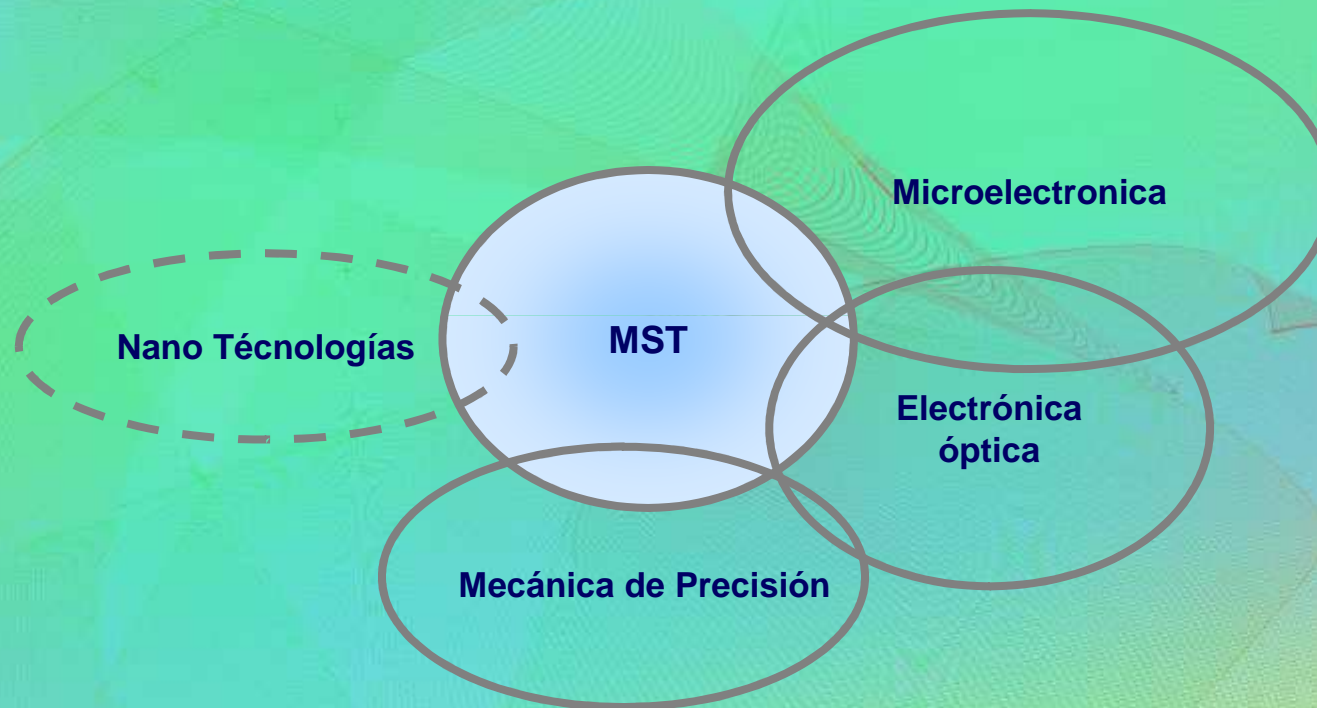 Microelectronica
Nano Técnologías
MST
Electrónica
óptica
Mecánica de Precisión